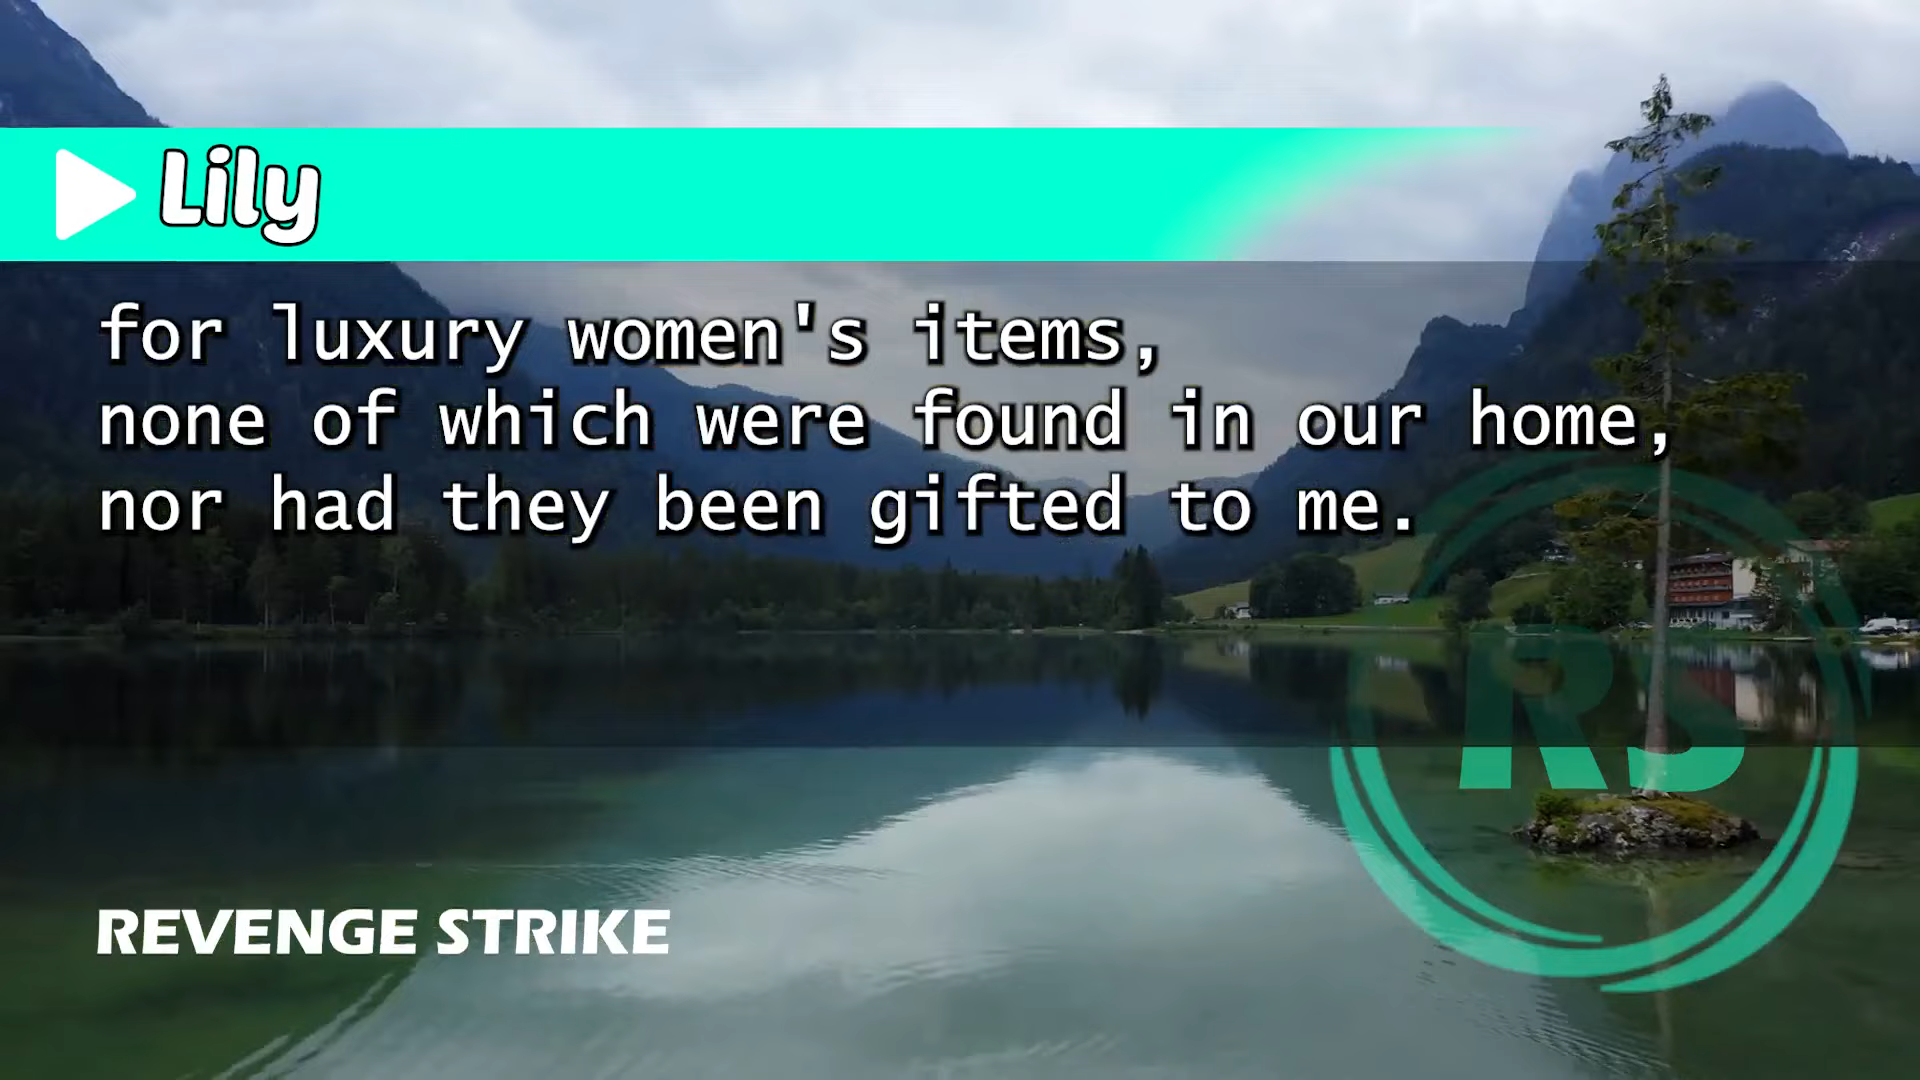 Lily
for luxury women's items,
none of which were found in our home,
nor had they been gifted to me.
RS
REVENGE STRIKE